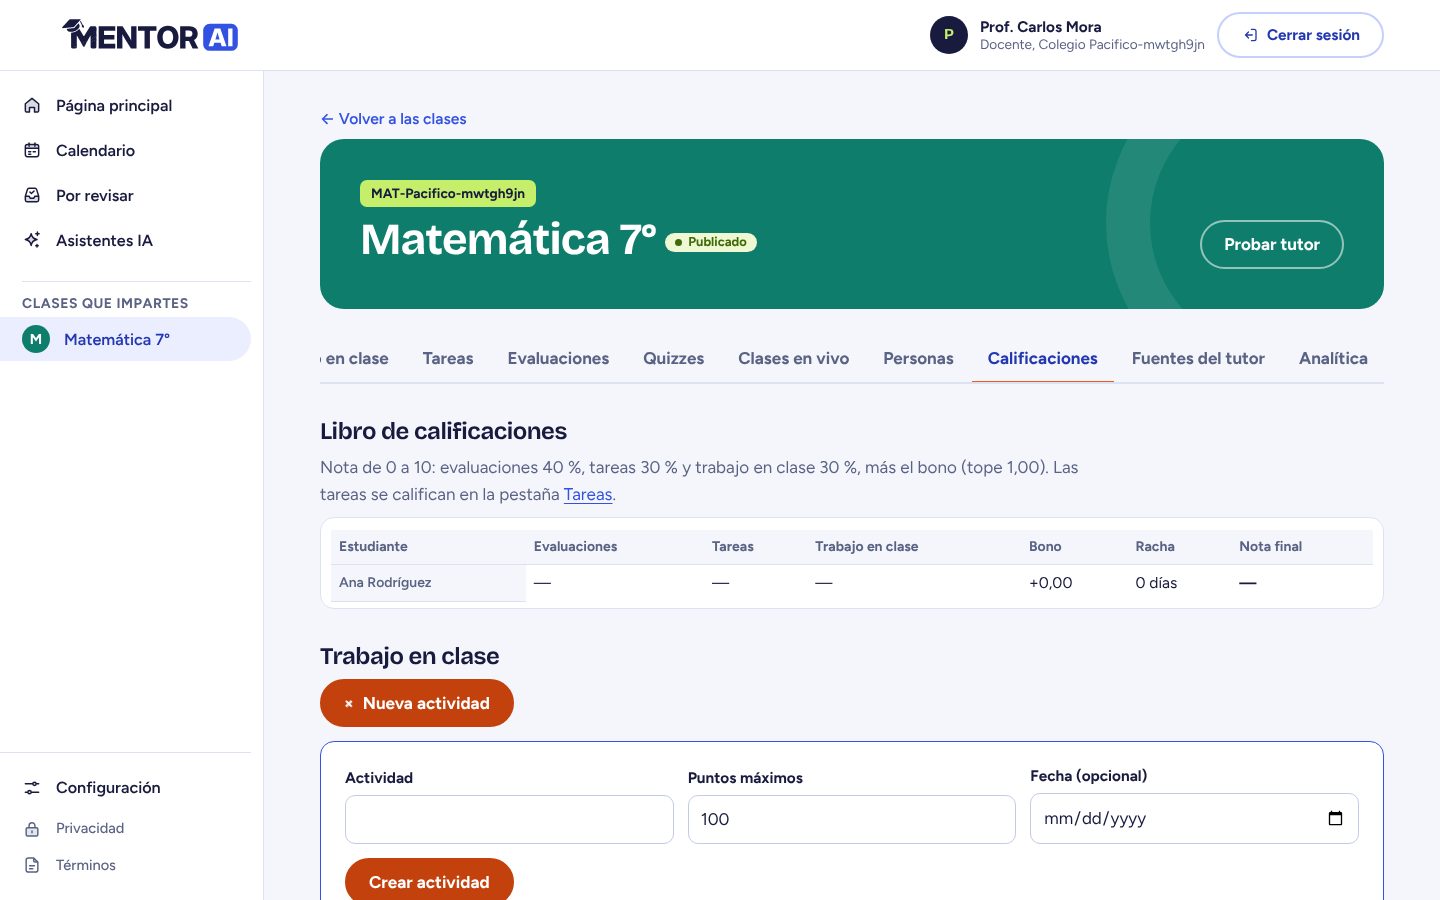 MENTOR AI
P
Prof. Carlos Mora
Docente, Colegio Pacifico-mwtgh9jn
Cerrar sesión
Página principal
Calendario
Por revisar
Asistentes IA
CLASES QUE IMPARTES
M Matemática 7°
Configuración
Privacidad
Términos
← Volver a las clases
MAT-Pacifico-mwtgh9jn
Matemática 7° Publicado
Probar tutor
en clase Tareas Evaluaciones Quizzes Clases en vivo Personas Calificaciones Fuentes del tutor Analítica
Libro de calificaciones
Nota de 0 a 10: evaluaciones 40 %, tareas 30 % y trabajo en clase 30 %, más el bono (tope 1,00). Las
tareas se califican en la pestaña Tareas.
Estudiante Evaluaciones Tareas Trabajo en clase Bono Racha Nota final
Ana Rodríguez — — — +0,00 0 días —
Trabajo en clase
× Nueva actividad
Actividad Puntos máximos Fecha (opcional)
100 mm/dd/yyyy
Crear actividad